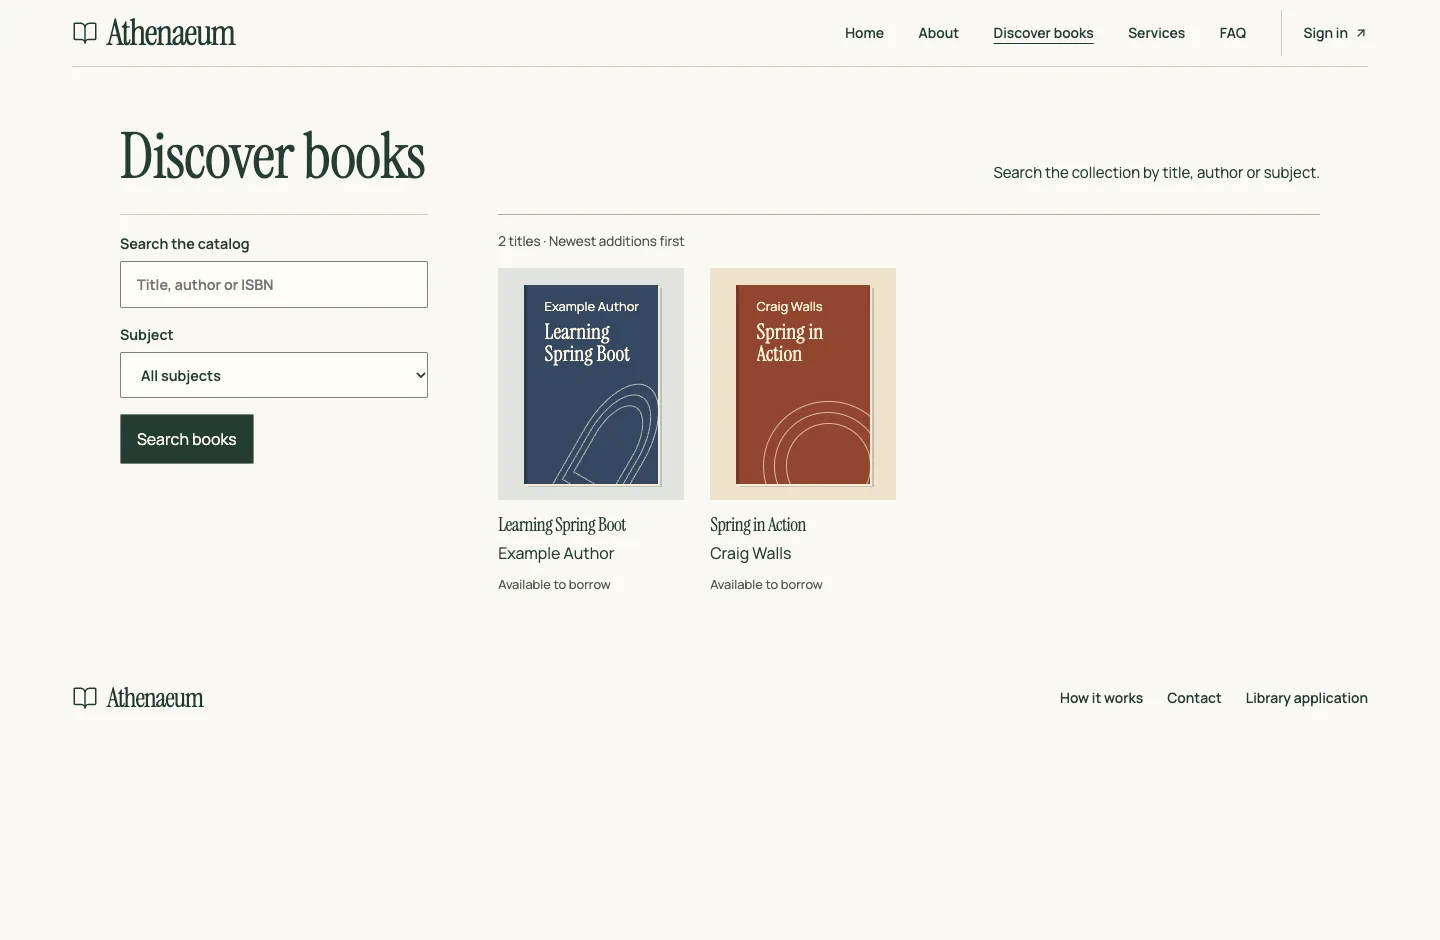 Athenaeum
Home
About
Discover books
Services
FAQ
Sign in
Discover books
Search the collection by title, author or subject.
Search the catalog
Title, author or ISBN
Subject
All subjects
Search books
2 titles · Newest additions first
Example Author
Learning
Spring Boot
Learning Spring Boot
Example Author
Available to borrow
Craig Walls
Spring in
Action
Spring in Action
Craig Walls
Available to borrow
Athenaeum
How it works
Contact
Library application